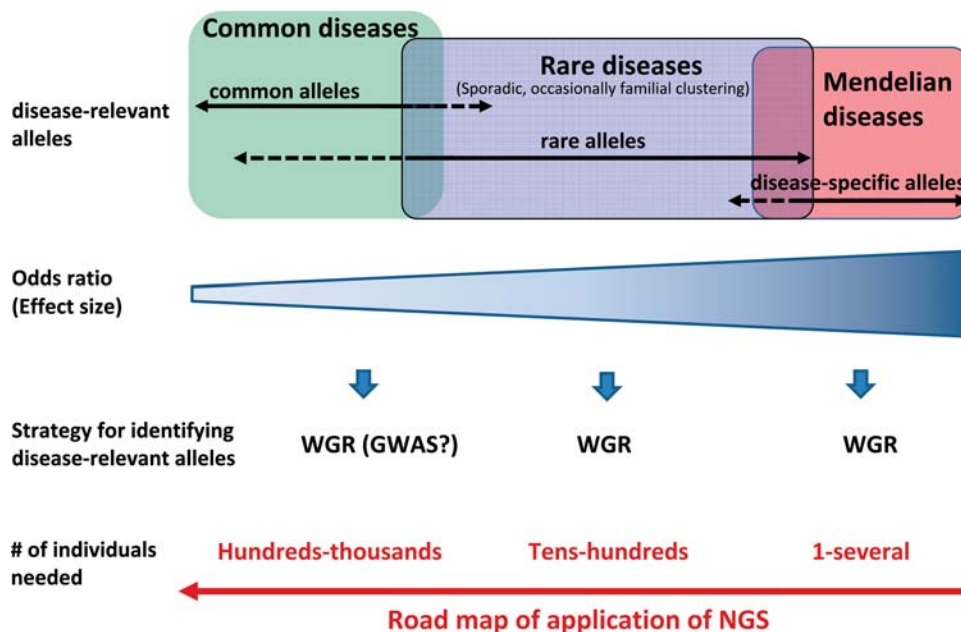 Common diseases
Rare diseases
(Sporadic, occasionally familial clustering)
Mendelian
diseases
disease-relevant
alleles
common alleles
rare alleles
disease-specific alleles
Odds ratio
(Effect size)
Strategy for identifying
disease-relevant alleles
WGR (GWAS?)
WGR
WGR
# of individuals
needed
Hundreds-thousands
Tens-hundreds
1-several
Road map of application of NGS